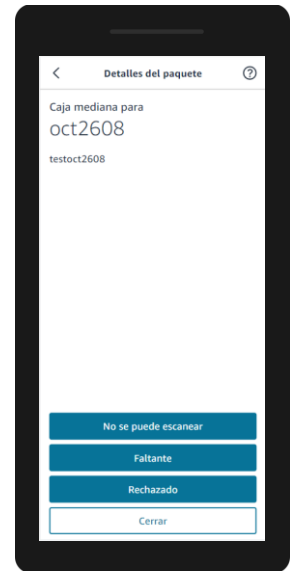 Detalles del paquete
Caja mediana para
oct2608
testoct2608
No se puede escanear
Faltante
Rechazado
Cerrar